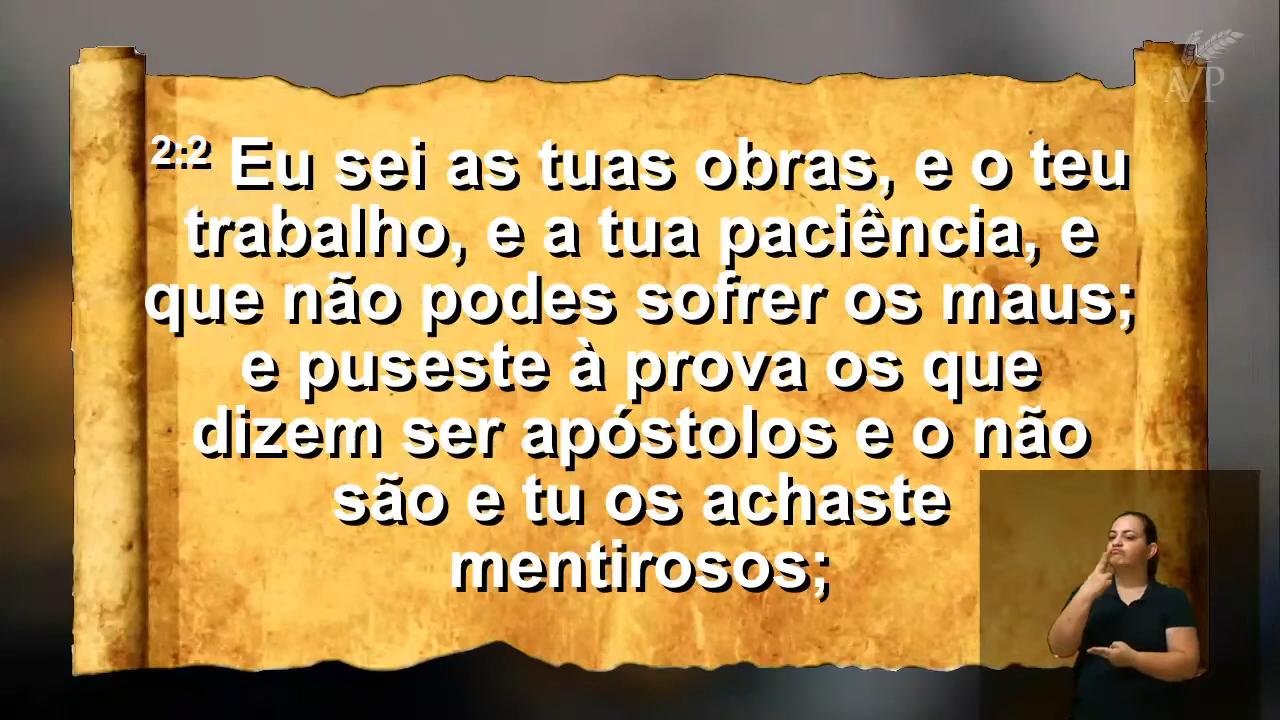 AVP
2:2 Eu sei as tuas obras, e o teu
trabalho, e a tua paciência, e
que não podes sofrer os maus;
e puseste à prova os que
dizem ser apóstolos e o não
são e tu os achaste
mentirosos;